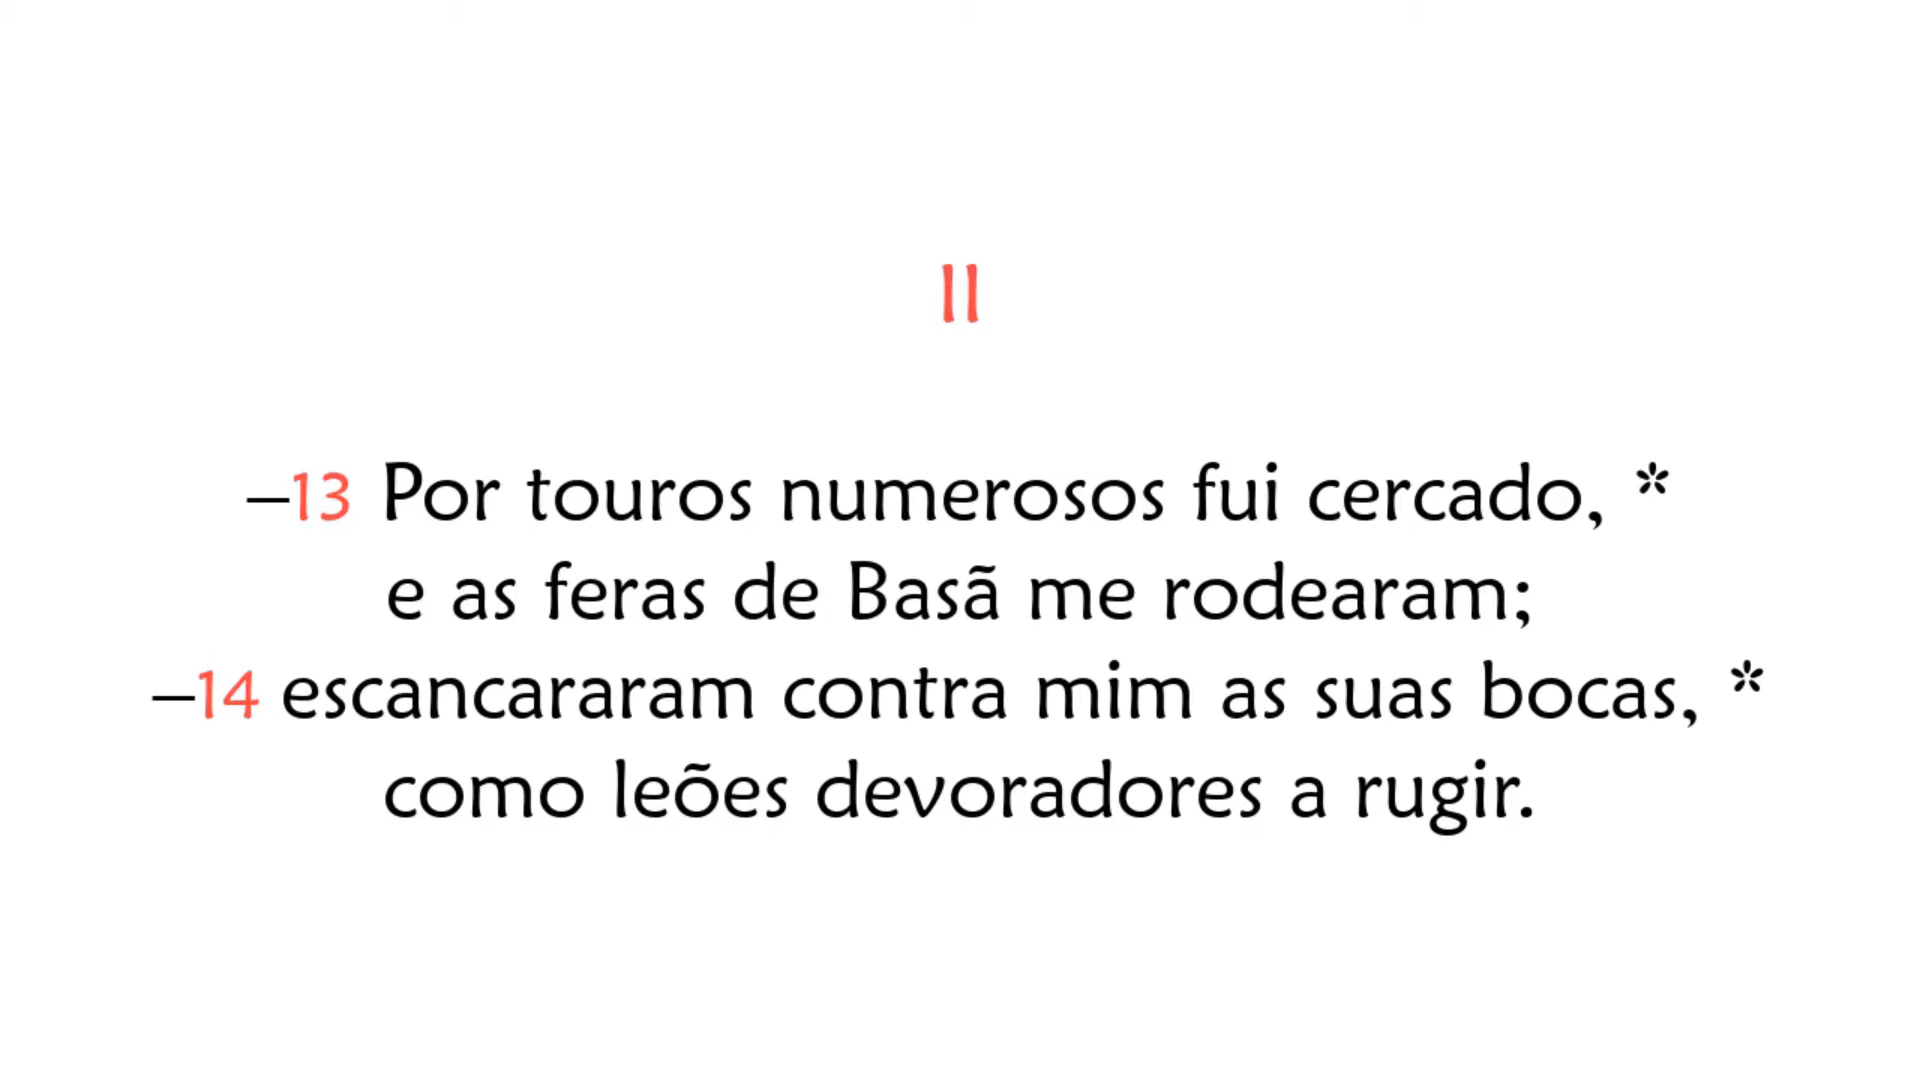 II
–13 Por touros numerosos fui cercado, *
e as feras de Basã me rodearam;
–14 escancararam contra mim as suas bocas, *
como leões devoradores a rugir.